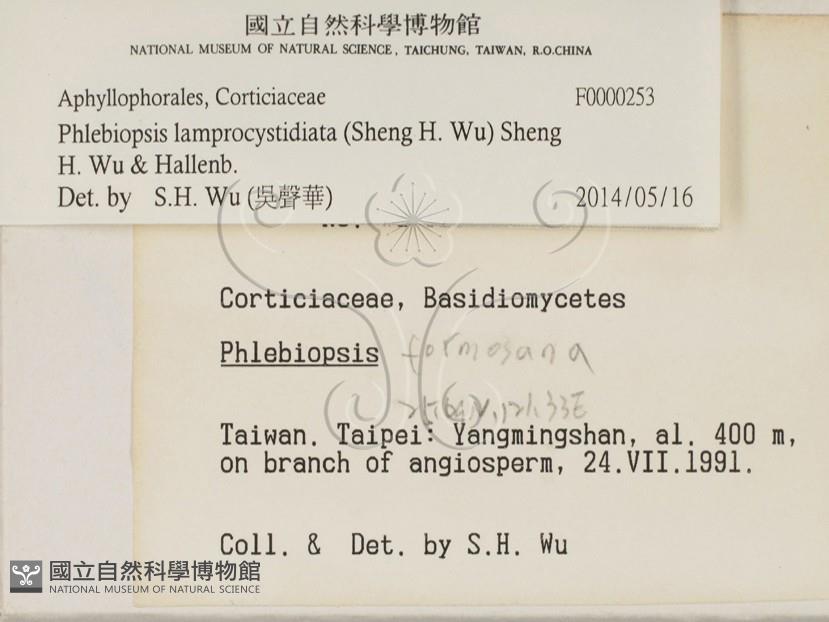 國立自然科學博物館
NATIONAL MUSEUM OF NATURAL SCIENCE, TAICHUNG, TAIWAN, R.O.CHINA
Aphyllophorales, Corticiaceae F0000253
Phlebiopsis lamprocystidiata (Sheng H. Wu) Sheng
H. Wu & Hallenb.
Det. by S.H. Wu (吳聲華) 2014/05/16
Corticiaceae, Basidiomycetes
Phlebiopsis formosana
Taiwan. Taipei: Yangmingshan, al. 400 m,
on branch of angiosperm, 24.VII.1991.
Coll. & Det. by S.H. Wu
國立自然科學博物館
NATIONAL MUSEUM OF NATURAL SCIENCE